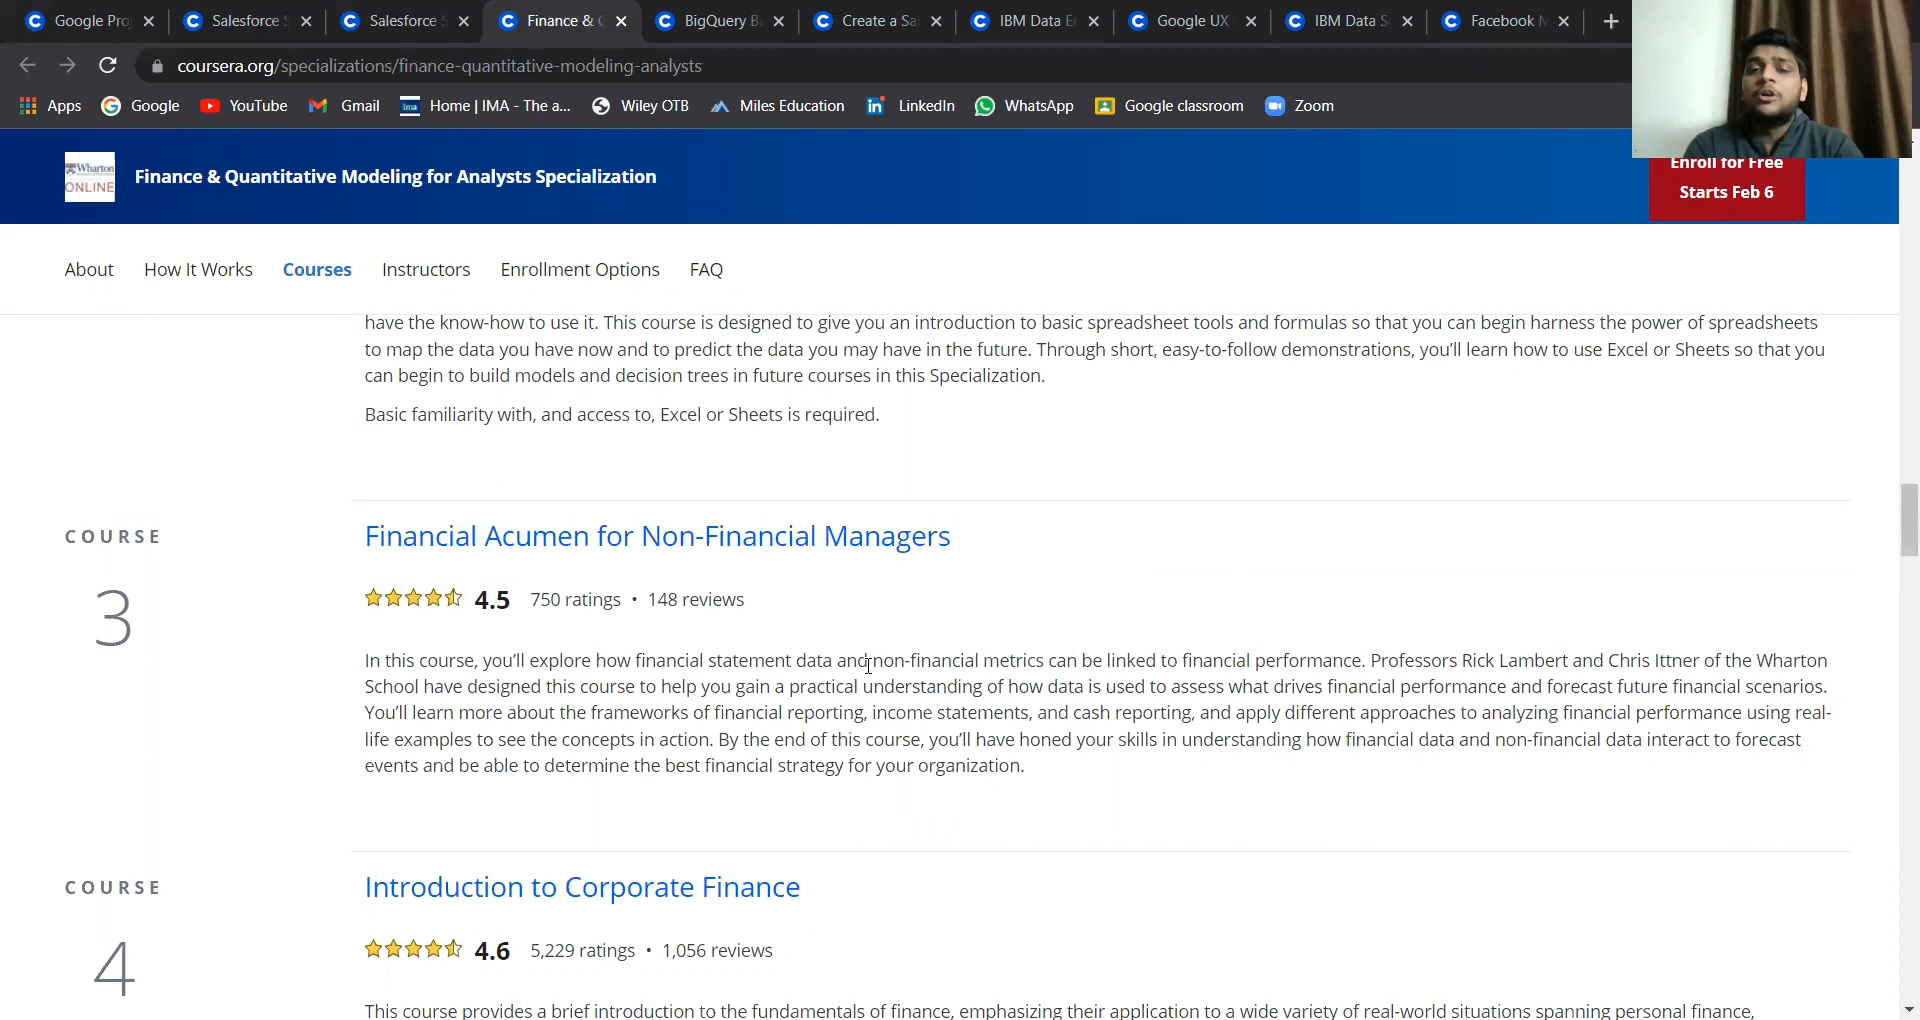 Google Pro
Salesforce S
Salesforce S
Finance & Q
BigQuery B
Create a Sal
IBM Data E
Google UX
IBM Data S
Facebook M
coursera.org/specializations/finance-quantitative-modeling-analysts
Apps Google YouTube Gmail Home | IMA - The a... Wiley OTB Miles Education LinkedIn WhatsApp Google classroom Zoom
Wharton
ONLINE
Finance & Quantitative Modeling for Analysts Specialization
Enroll for Free
Starts Feb 6
About How It Works Courses Instructors Enrollment Options FAQ
have the know-how to use it. This course is designed to give you an introduction to basic spreadsheet tools and formulas so that you can begin harness the power of spreadsheets
to map the data you have now and to predict the data you may have in the future. Through short, easy-to-follow demonstrations, you'll learn how to use Excel or Sheets so that you
can begin to build models and decision trees in future courses in this Specialization.
Basic familiarity with, and access to, Excel or Sheets is required.
COURSE
3
Financial Acumen for Non-Financial Managers
4.5 750 ratings • 148 reviews
In this course, you'll explore how financial statement data and non-financial metrics can be linked to financial performance. Professors Rick Lambert and Chris Ittner of the Wharton
School have designed this course to help you gain a practical understanding of how data is used to assess what drives financial performance and forecast future financial scenarios.
You'll learn more about the frameworks of financial reporting, income statements, and cash reporting, and apply different approaches to analyzing financial performance using real-
life examples to see the concepts in action. By the end of this course, you'll have honed your skills in understanding how financial data and non-financial data interact to forecast
events and be able to determine the best financial strategy for your organization.
COURSE
4
Introduction to Corporate Finance
4.6 5,229 ratings • 1,056 reviews
This course provides a brief introduction to the fundamentals of finance, emphasizing their application to a wide variety of real-world situations spanning personal finance,